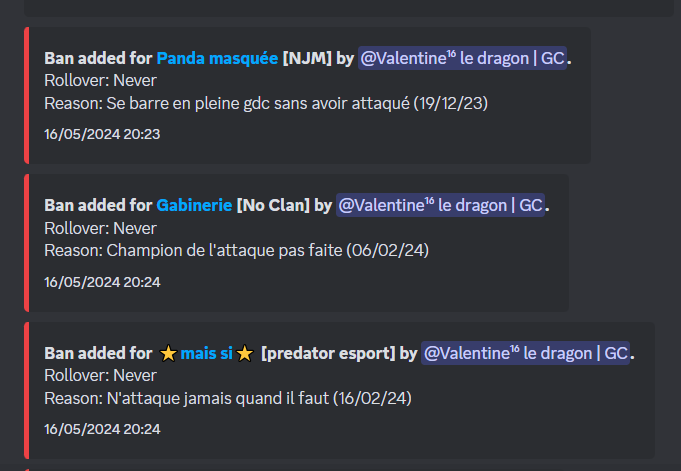 Ban added for Panda masquée [NJM] by @Valentine¹⁶ le dragon | GC.
Rollover: Never
Reason: Se barre en pleine gdc sans avoir attaqué (19/12/23)
16/05/2024 20:23
Ban added for Gabinerie [No Clan] by @Valentine¹⁶ le dragon | GC.
Rollover: Never
Reason: Champion de l'attaque pas faite (06/02/24)
16/05/2024 20:24
Ban added for ⭐mais si⭐ [predator esport] by @Valentine¹⁶ le dragon | GC.
Rollover: Never
Reason: N'attaque jamais quand il faut (16/02/24)
16/05/2024 20:24